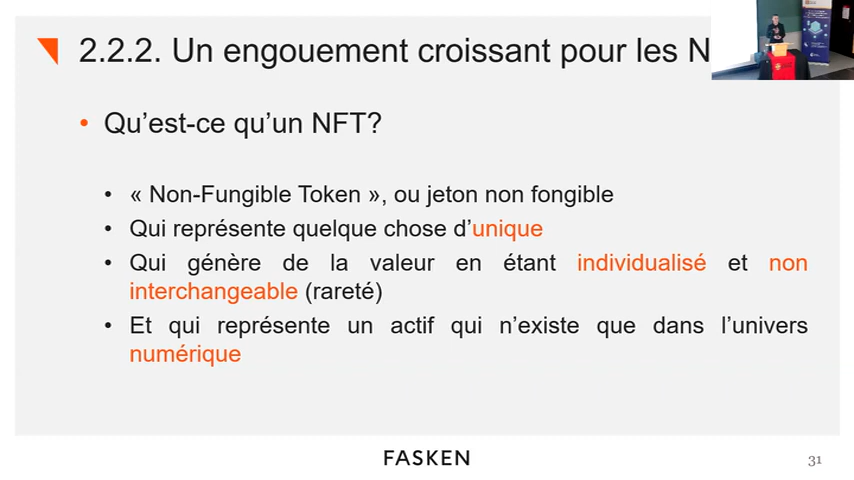 2.2.2. Un engouement croissant pour les N
• Qu’est-ce qu’un NFT?
• « Non-Fungible Token », ou jeton non fongible
• Qui représente quelque chose d’unique
• Qui génère de la valeur en étant individualisé et non
interchangeable (rareté)
• Et qui représente un actif qui n’existe que dans l’univers
numérique
FASKEN
31